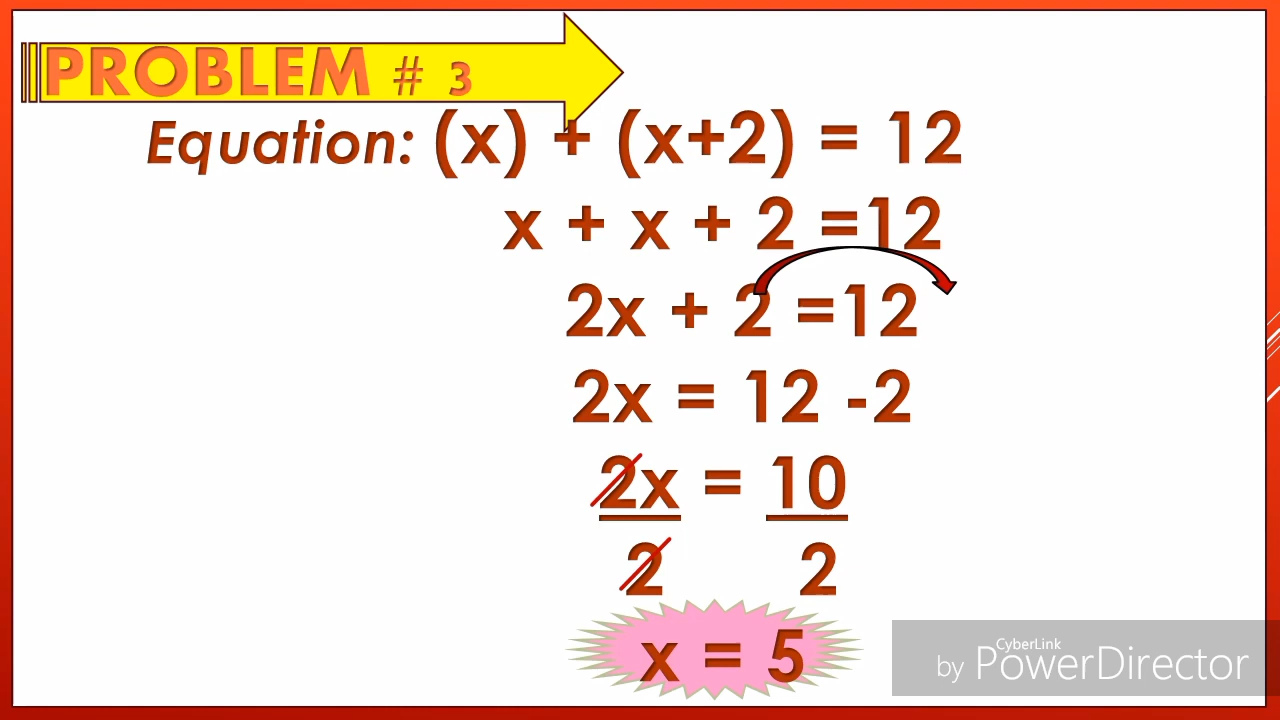 PROBLEM # 3
Equation: (x) + (x+2) = 12
x + x + 2 =12
2x + 2 =12
2x = 12 -2
2x = 10
2 2
x = 5
CyberLink
by PowerDirector